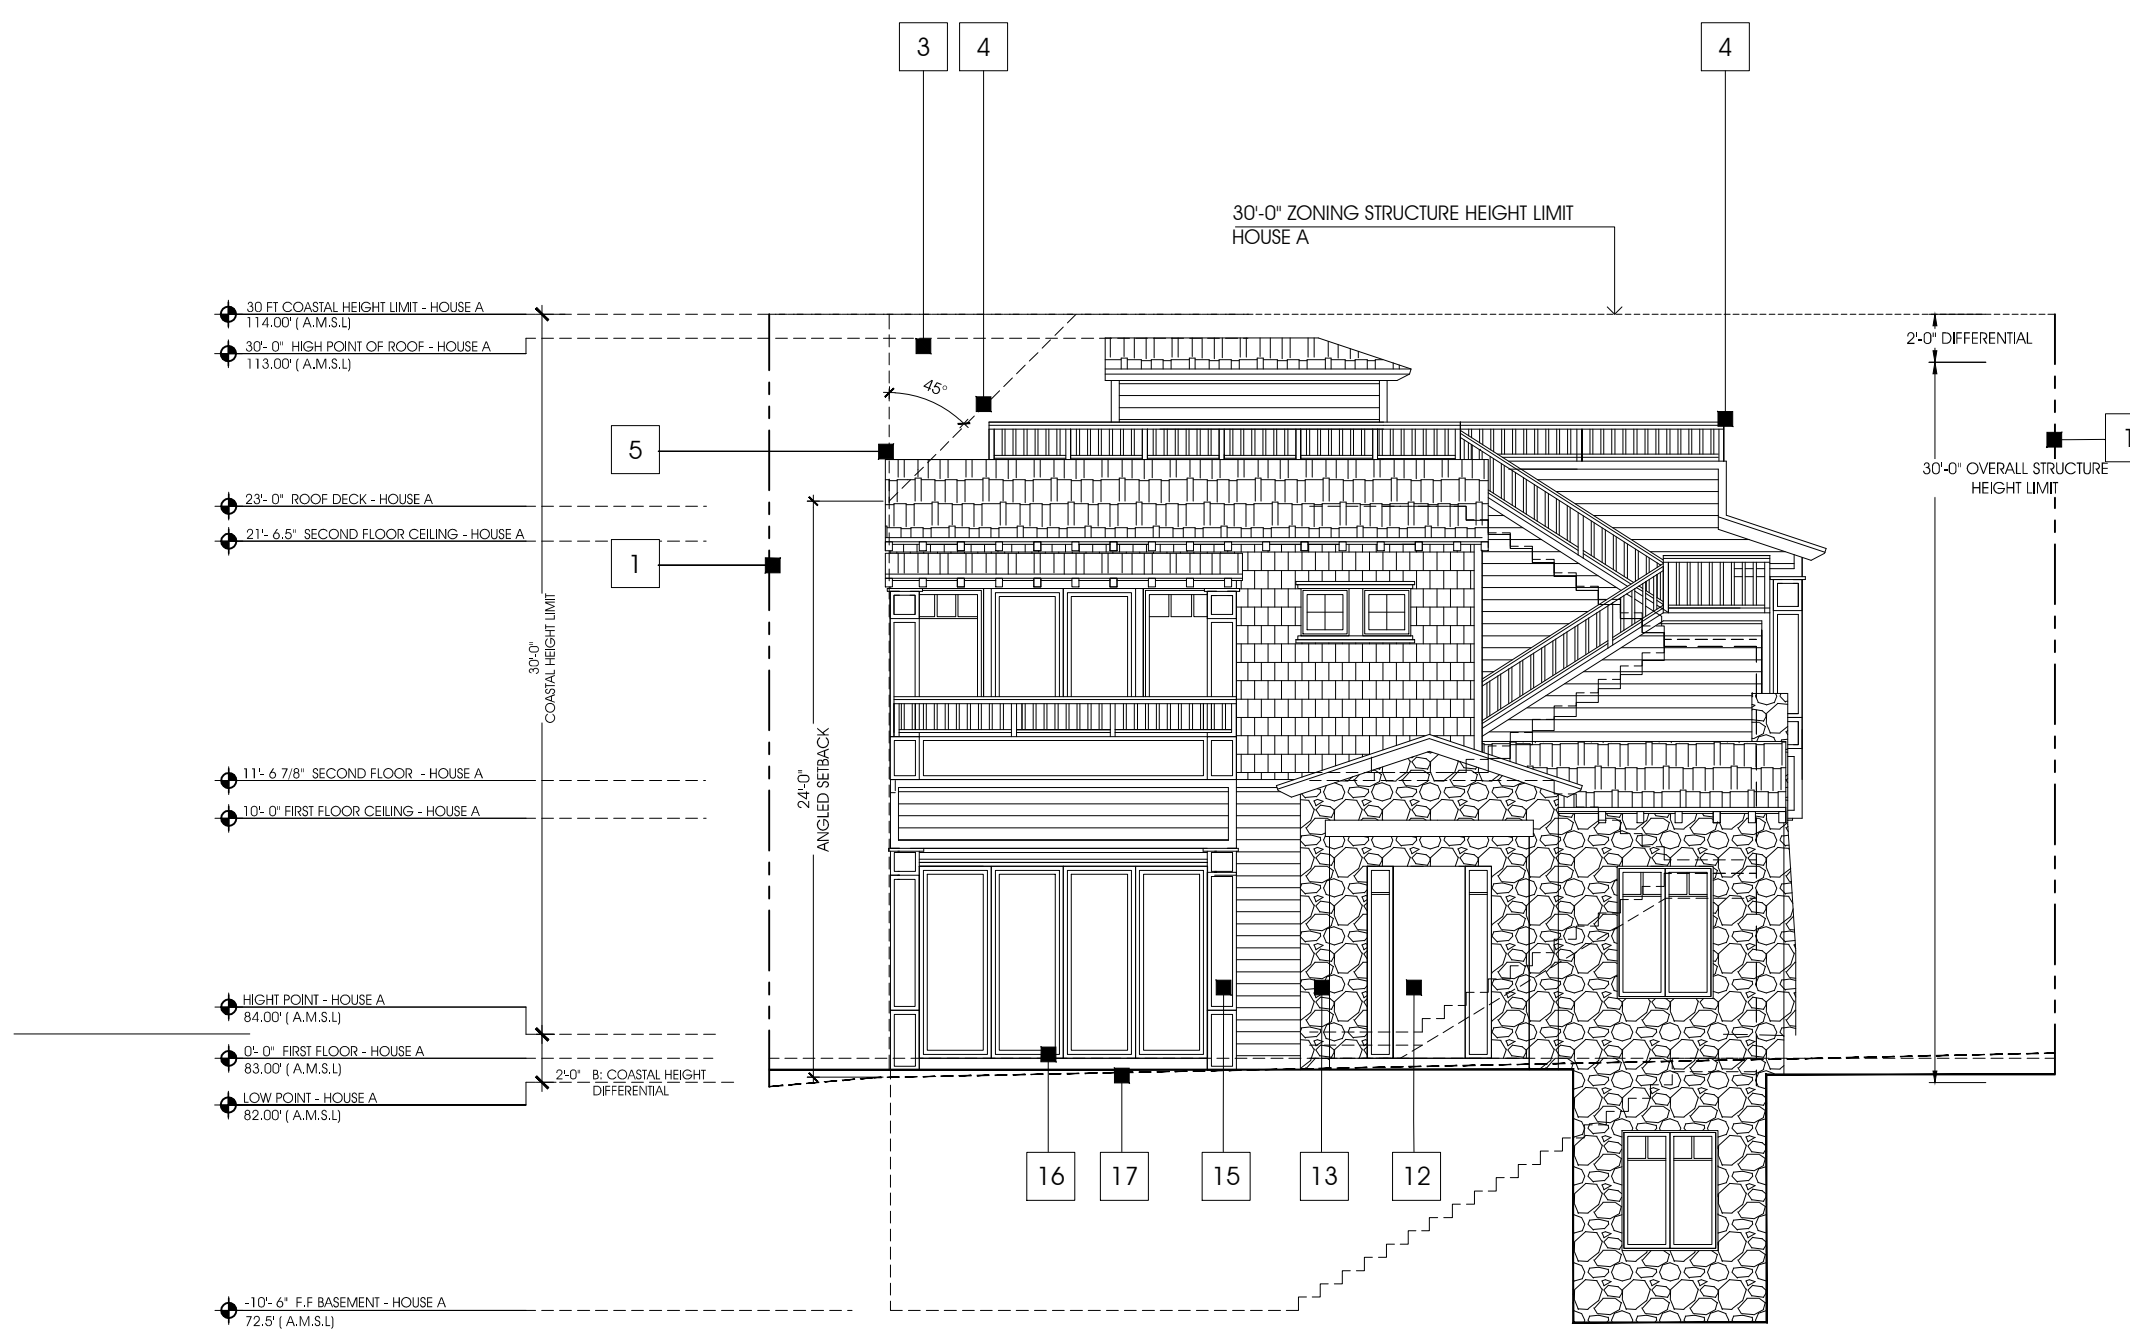 3
4
4
30'-0" ZONING STRUCTURE HEIGHT LIMIT
HOUSE A
30 FT COASTAL HEIGHT LIMIT - HOUSE A
114.00' ( A.M.S.L)
30'- 0" HIGH POINT OF ROOF - HOUSE A
113.00' ( A.M.S.L)
2'-0" DIFFERENTIAL
45°
5
1
30'-0" OVERALL STRUCTURE
HEIGHT LIMIT
23'- 0" ROOF DECK - HOUSE A
21'- 6.5" SECOND FLOOR CEILING - HOUSE A
1
30'-0"
COASTAL HEIGHT LIMIT
24'-0"
ANGLED SETBACK
11'- 6 7/8" SECOND FLOOR - HOUSE A
10'- 0" FIRST FLOOR CEILING - HOUSE A
HIGHT POINT - HOUSE A
84.00' ( A.M.S.L)
0'- 0" FIRST FLOOR - HOUSE A
83.00' ( A.M.S.L)
2'-0" B: COASTAL HEIGHT
DIFFERENTIAL
LOW POINT - HOUSE A
82.00' ( A.M.S.L)
16
17
15
13
12
-10'- 6" F.F BASEMENT - HOUSE A
72.5' ( A.M.S.L)